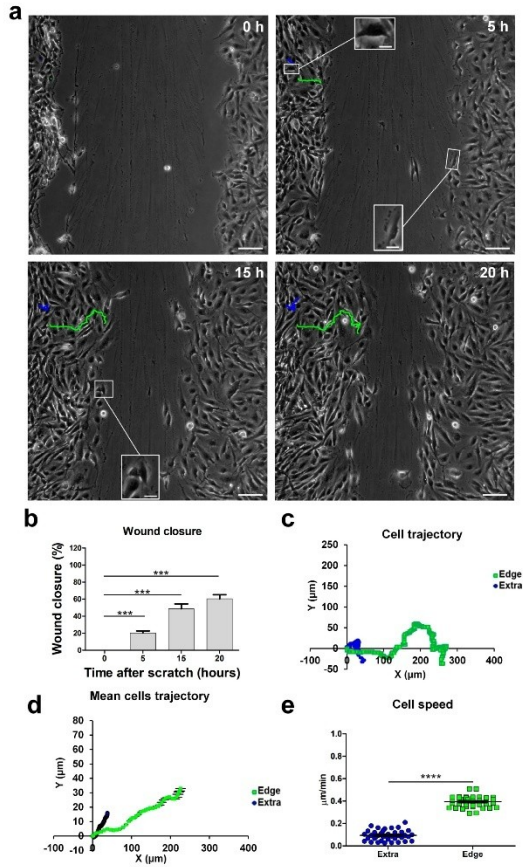 a
0 h
5 h
15 h
20 h
b
Wound closure
Wound closure (%)
120
100
80
60
40
20
0
***
***
***
0
5
15
20
Time after scratch (hours)
c
Cell trajectory
Y (µm)
250
200
150
100
50
-50
-100
0
100
200
300
400
X (µm)
Edge
Extra
d
Mean cells trajectory
Y (µm)
80
70
60
50
40
30
20
10
0
-10
-100
0
100
200
300
400
X (µm)
Edge
Extra
e
Cell speed
µm/min
1.0
0.8
0.6
0.4
0.2
0.0
****
Extra
Edge